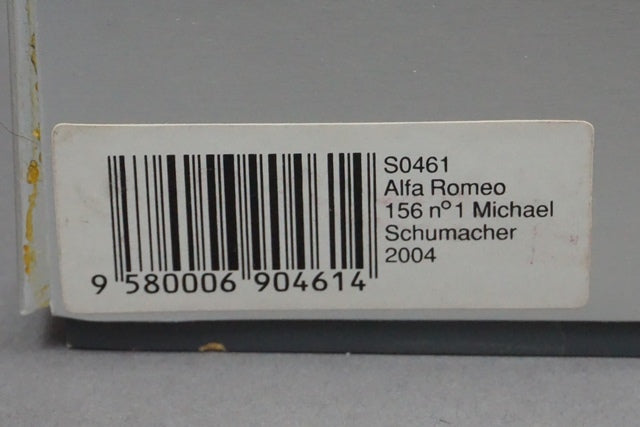 S0461
Alfa Romeo
156 nº1 Michael
Schumacher
2004
9 580006 904614